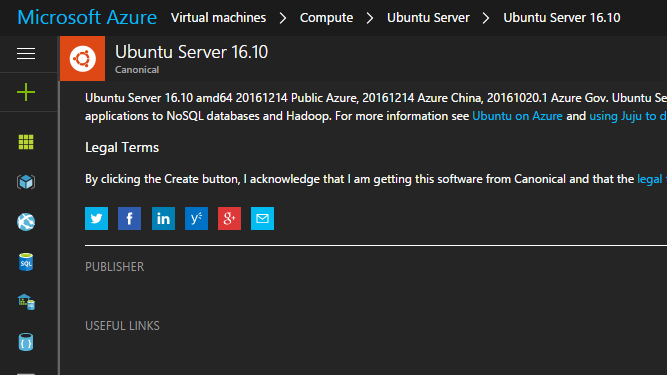 Microsoft Azure Virtual machines > Compute > Ubuntu Server > Ubuntu Server 16.10
Ubuntu Server 16.10
Canonical
Ubuntu Server 16.10 amd64 20161214 Public Azure, 20161214 Azure China, 20161020.1 Azure Gov. Ubuntu Se
applications to NoSQL databases and Hadoop. For more information see Ubuntu on Azure and using Juju to d
Legal Terms
By clicking the Create button, I acknowledge that I am getting this software from Canonical and that the legal
PUBLISHER
USEFUL LINKS
SQL